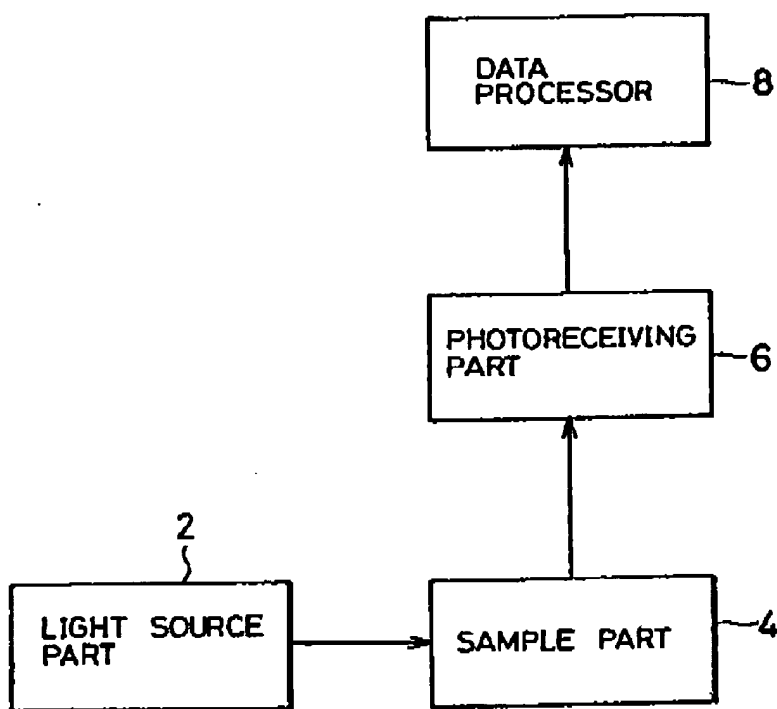 DATA
PROCESSOR
8
PHOTORECEIVING
PART
6
2
LIGHT SOURCE
PART
SAMPLE PART
4